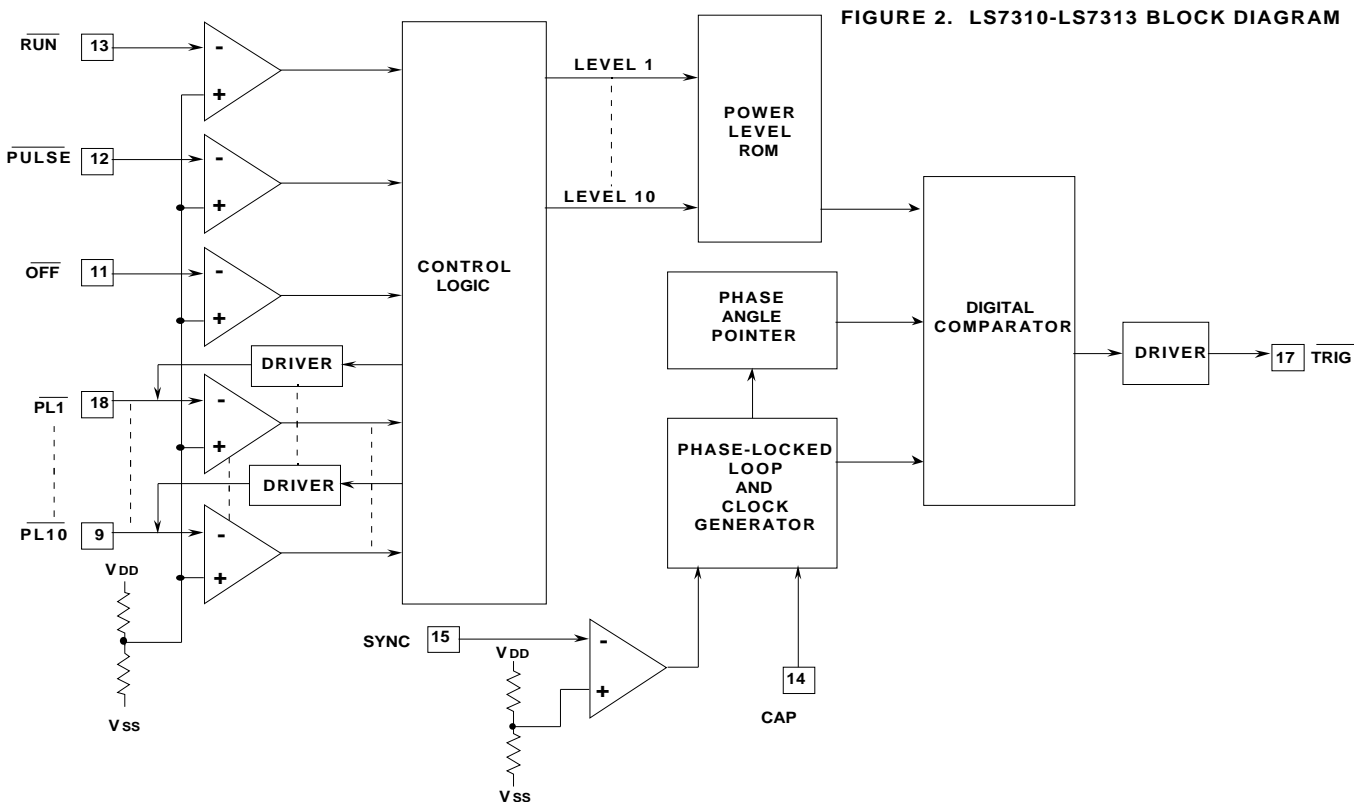 FIGURE 2. LS7310-LS7313 BLOCK DIAGRAM
RUN
13
-
+
PULSE
12
-
+
OFF
11
-
+
DRIVER
PL1
18
-
+
DRIVER
PL10
9
-
+
VDD
VSS
CONTROL
LOGIC
LEVEL 1
LEVEL 10
POWER
LEVEL
ROM
PHASE
ANGLE
POINTER
PHASE-LOCKED
LOOP
AND
CLOCK
GENERATOR
DIGITAL
COMPARATOR
DRIVER
17
TRIG
SYNC
15
-
+
VDD
VSS
14
CAP